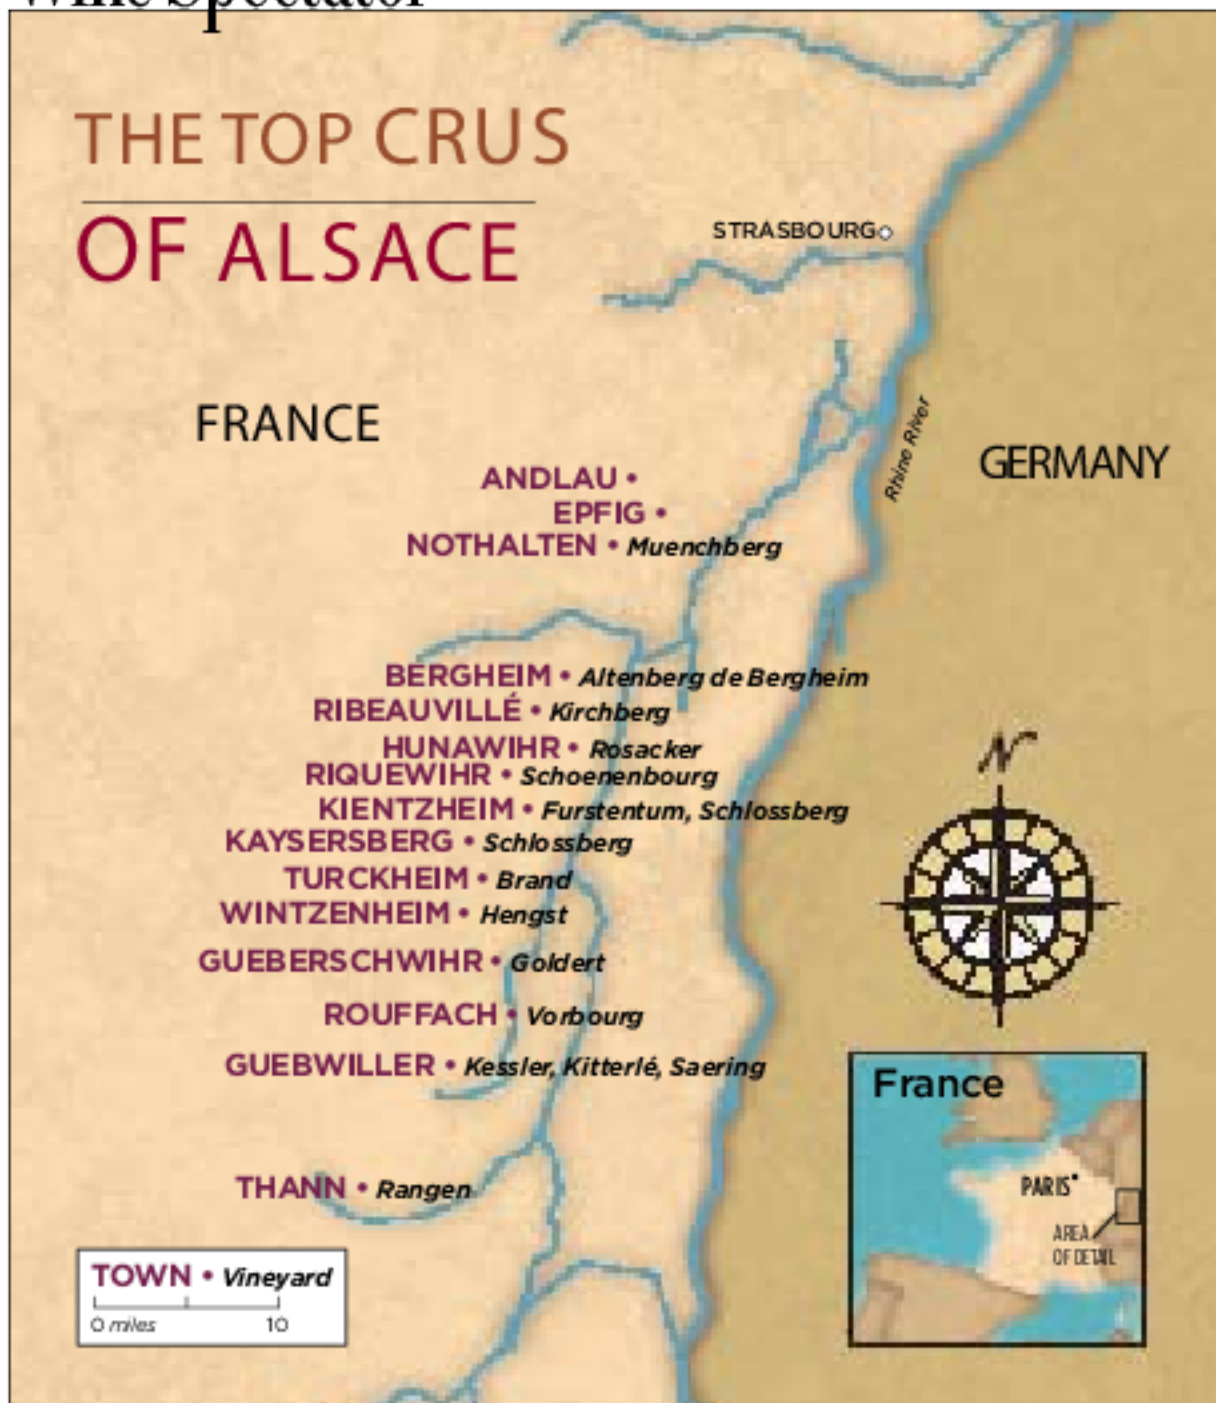 Wine Spectator
THE TOP CRUS
OF ALSACE
STRASBOURG
FRANCE
GERMANY
Rhine River
ANDLAU •
EPFIG •
NOTHALTEN • Muenchberg
BERGHEIM • Altenberg de Bergheim
RIBEAUVILLÉ • Kirchberg
HUNAWIHR • Rosacker
RIQUEWIHR • Schoenenbourg
KIENTZHEIM • Furstentum, Schlossberg
KAYSERSBERG • Schlossberg
TURCKHEIM • Brand
WINTZENHEIM • Hengst
GUEBERSCHWIHR • Goldert
ROUFFACH • Vorbourg
GUEBWILLER • Kessler, Kitterlé, Saering
THANN • Rangen
N
France
PARIS
AREA
OF DETAIL
TOWN • Vineyard
0 miles 10